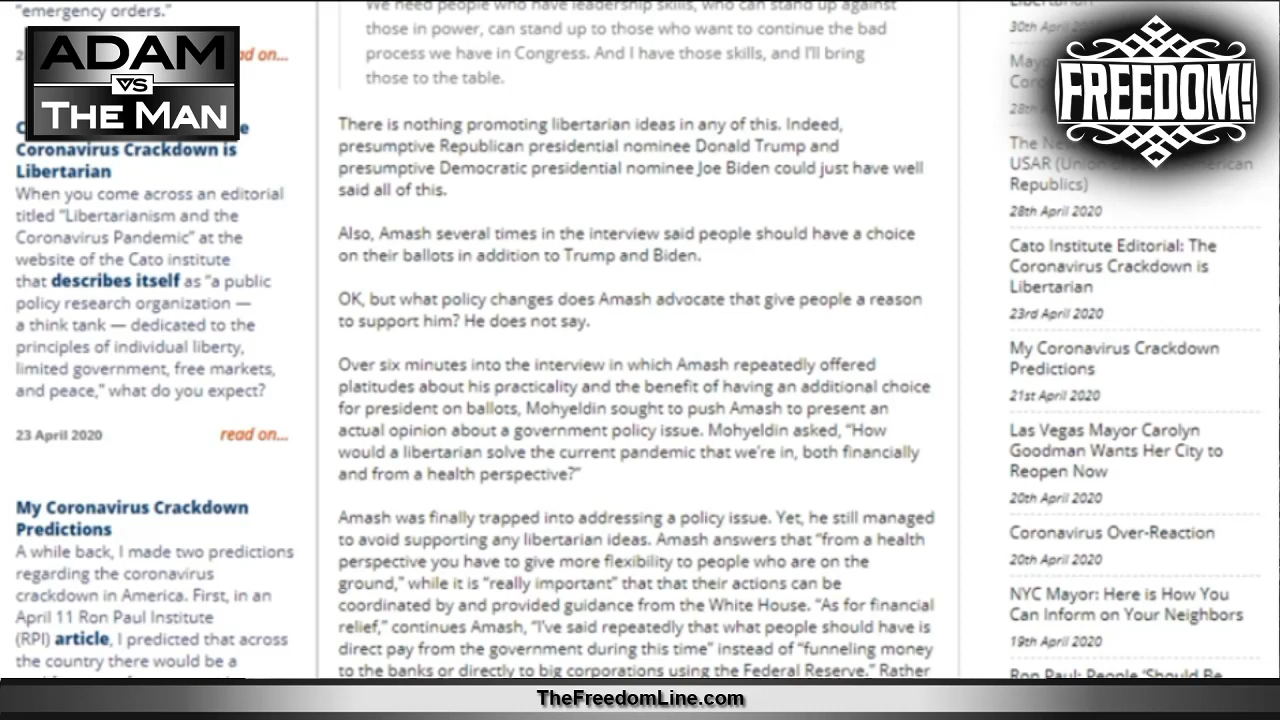 "emergency orders."
ad on...
ADAM
VS
THE MAN
Coronavirus Crackdown is
Libertarian
When you come across an editorial
titled "Libertarianism and the
Coronavirus Pandemic" at the
website of the Cato institute
that describes itself as "a public
policy research organization —
a think tank — dedicated to the
principles of individual liberty,
limited government, free markets,
and peace," what do you expect?
23 April 2020
read on...
My Coronavirus Crackdown
Predictions
A while back, I made two predictions
regarding the coronavirus
crackdown in America. First, in an
April 11 Ron Paul Institute
(RPI) article, I predicted that across
the country there would be a
We need people who have leadership skills, who can stand up against
those in power, can stand up to those who want to continue the bad
process we have in Congress. And I have those skills, and I'll bring
those to the table.
There is nothing promoting libertarian ideas in any of this. Indeed,
presumptive Republican presidential nominee Donald Trump and
presumptive Democratic presidential nominee Joe Biden could just have well
said all of this.
Also, Amash several times in the interview said people should have a choice
on their ballots in addition to Trump and Biden.
OK, but what policy changes does Amash advocate that give people a reason
to support him? He does not say.
Over six minutes into the interview in which Amash repeatedly offered
platitudes about his practicality and the benefit of having an additional choice
for president on ballots, Mohyeldin sought to push Amash to present an
actual opinion about a government policy issue. Mohyeldin asked, "How
would a libertarian solve the current pandemic that we're in, both financially
and from a health perspective?"
Amash was finally trapped into addressing a policy issue. Yet, he still managed
to avoid supporting any libertarian ideas. Amash answers that "from a health
perspective you have to give more flexibility to people who are on the
ground," while it is "really important" that that their actions can be
coordinated by and provided guidance from the White House. "As for financial
relief," continues Amash, "I've said repeatedly that what people should have is
direct pay from the government during this time" instead of "funneling money
to the banks or directly to big corporations using the Federal Reserve." Rather
Libertarian
30th April
FREEDOM!
28th
The
USAR (Union of American
Republics)
28th April 2020
Cato Institute Editorial: The
Coronavirus Crackdown is
Libertarian
23rd April 2020
My Coronavirus Crackdown
Predictions
21st April 2020
Las Vegas Mayor Carolyn
Goodman Wants Her City to
Reopen Now
20th April 2020
Coronavirus Over-Reaction
20th April 2020
NYC Mayor: Here is How You
Can Inform on Your Neighbors
19th April 2020
Ron Paul: People 'Should Be
TheFreedomLine.com